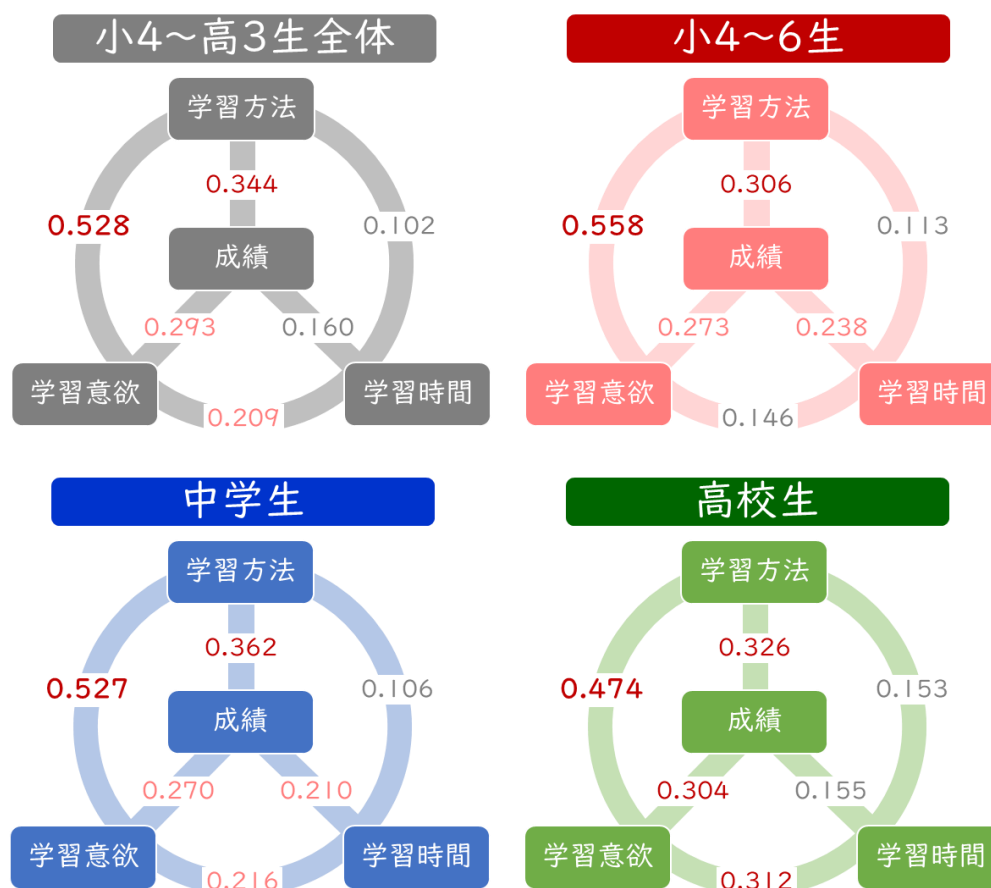 小4～高3生全体
学習方法
0.344
0.528
0.102
成績
0.293
0.160
学習意欲
学習時間
0.209
小4～6生
学習方法
0.306
0.558
0.113
成績
0.273
0.238
学習意欲
学習時間
0.146
中学生
学習方法
0.362
0.527
0.106
成績
0.270
0.210
学習意欲
学習時間
0.216
高校生
学習方法
0.326
0.474
0.153
成績
0.304
0.155
学習意欲
学習時間
0.312